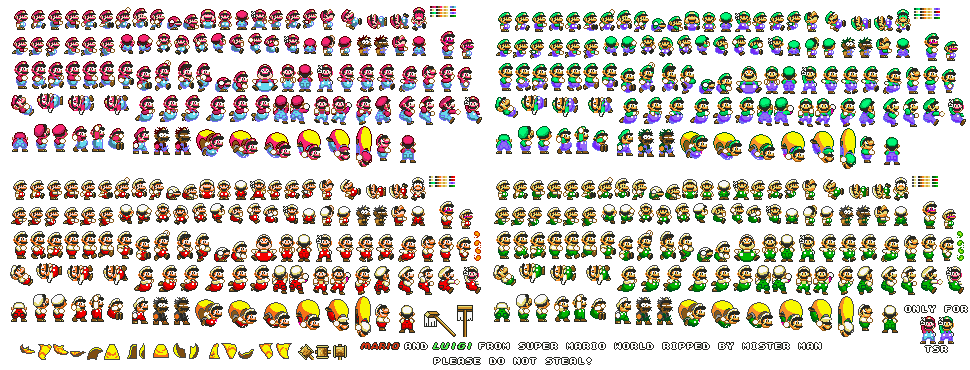 ONLY FOR
TSR
MARIO AND LUIGI FROM SUPER MARIO WORLD RIPPED BY MISTER MAN
PLEASE DO NOT STEAL!